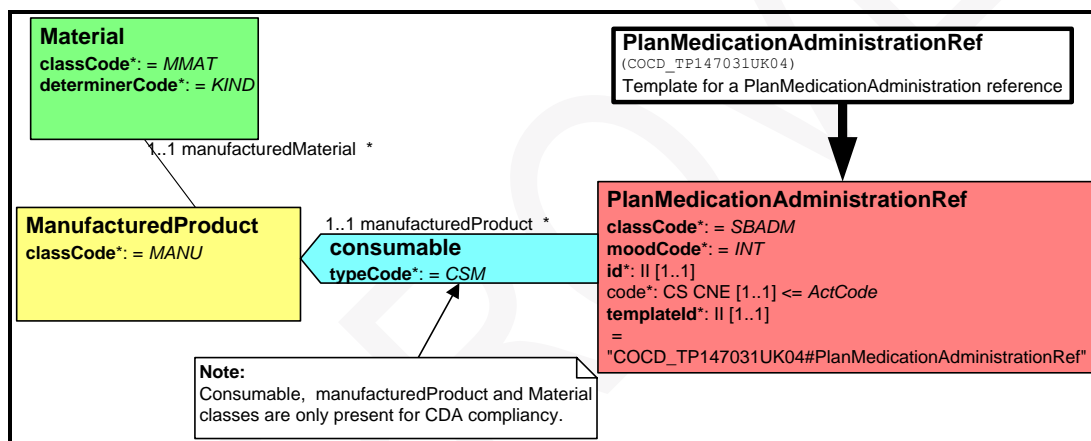 Material
classCode*: = MMAT
determinerCode*: = KIND
1..1 manufacturedMaterial *
PlanMedicationAdministrationRef
(COCD_TP147031UK04)
Template for a PlanMedicationAdministration reference
ManufacturedProduct
classCode*: = MANU
1..1 manufacturedProduct *
consumable
typeCode*: = CSM
PlanMedicationAdministrationRef
classCode*: = SBADM
moodCode*: = INT
id*: II [1..1]
code*: CS CNE [1..1] <= ActCode
templateId*: II [1..1]
=
"COCD_TP147031UK04#PlanMedicationAdministrationRef"
Note:
Consumable, manufacturedProduct and Material
classes are only present for CDA compliancy.